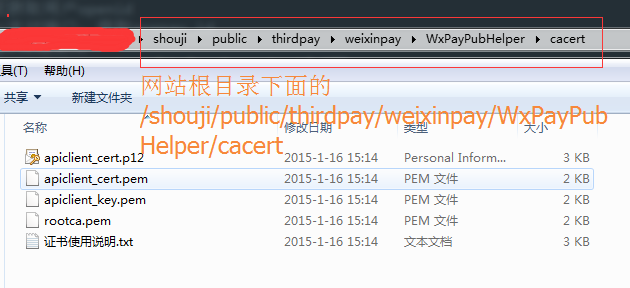 shouji ▸ public ▸ thirdpay ▸ weixinpay ▸ WxPayPubHelper ▸ cacert
具(T) 帮助(H)
网站根目录下面的
/shouji/public/thirdpay/weixinpay/WxPayPub
Helper/cacert
共享 新建文件夹
名称 修改日期 类型 大小
apiclient_cert.p12 2015-1-16 15:14 Personal Inform... 3 KB
apiclient_cert.pem 2015-1-16 15:14 PEM 文件 2 KB
apiclient_key.pem 2015-1-16 15:14 PEM 文件 2 KB
rootca.pem 2015-1-16 15:14 PEM 文件 2 KB
证书使用说明.txt 2015-1-16 15:14 文本文档 3 KB